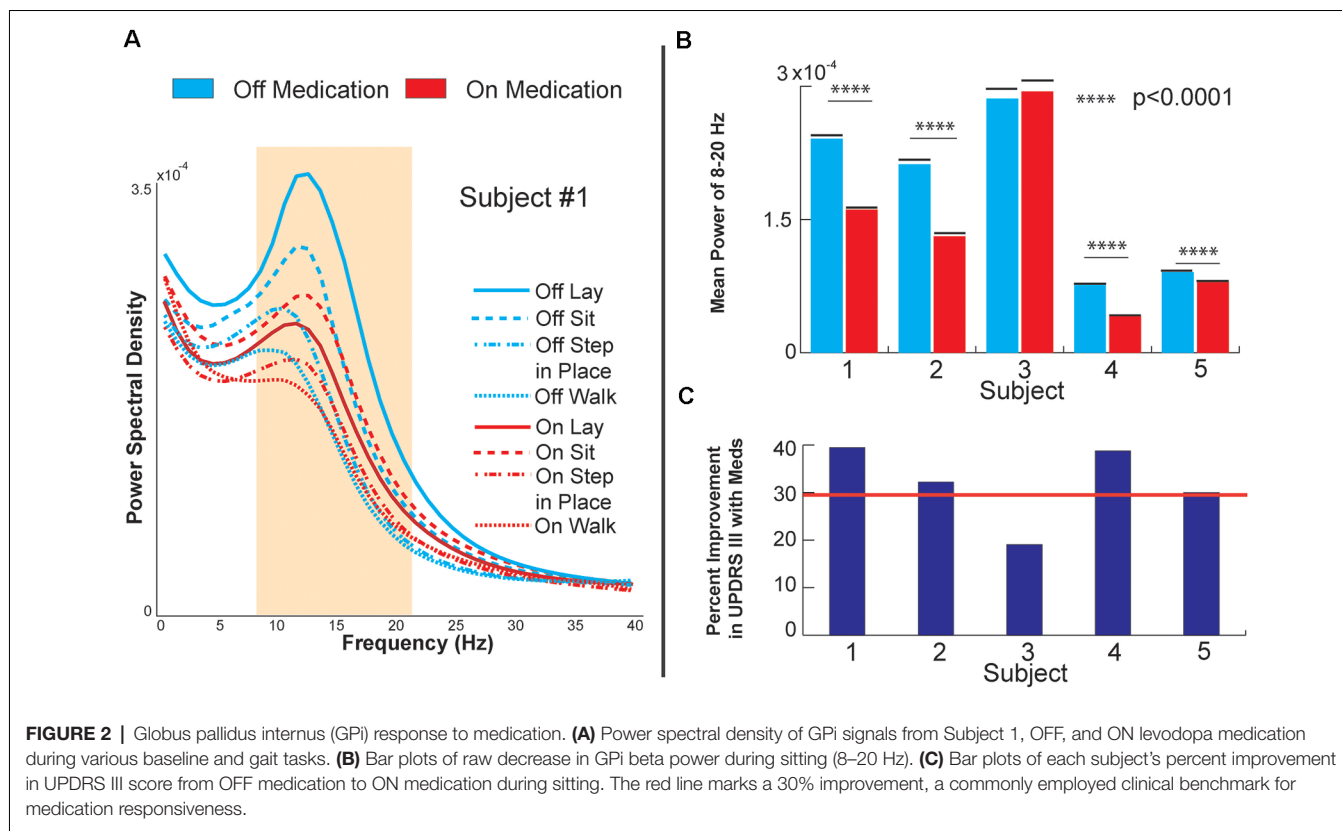 A
Off Medication On Medication
x10-4
3.5
Subject #1
Off Lay
Off Sit
Off Step
in Place
Off Walk
On Lay
On Sit
On Step
in Place
On Walk
Power Spectral Density
0
0 5 10 15 20 25 30 35 40
Frequency (Hz)
B
3 x10-4
**** p<0.0001
****
****
****
****
1.5
0
Mean Power of 8-20 Hz
1 2 3 4 5
Subject
C
40
30
20
10
0
Percent Improvement
in UPDRS III with Meds
1 2 3 4 5
Subject
FIGURE 2 | Globus pallidus internus (GPi) response to medication. (A) Power spectral density of GPi signals from Subject 1, OFF, and ON levodopa medication
during various baseline and gait tasks. (B) Bar plots of raw decrease in GPi beta power during sitting (8–20 Hz). (C) Bar plots of each subject's percent improvement
in UPDRS III score from OFF medication to ON medication during sitting. The red line marks a 30% improvement, a commonly employed clinical benchmark for
medication responsiveness.